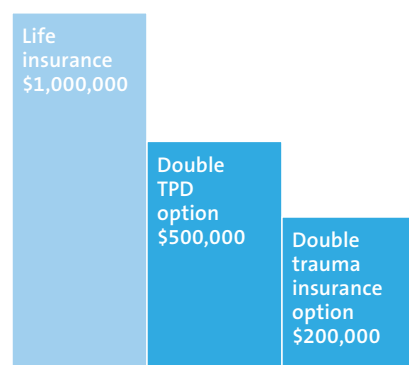 Life
insurance
$1,000,000
Double
TPD
option
$500,000
Double
trauma
insurance
option
$200,000